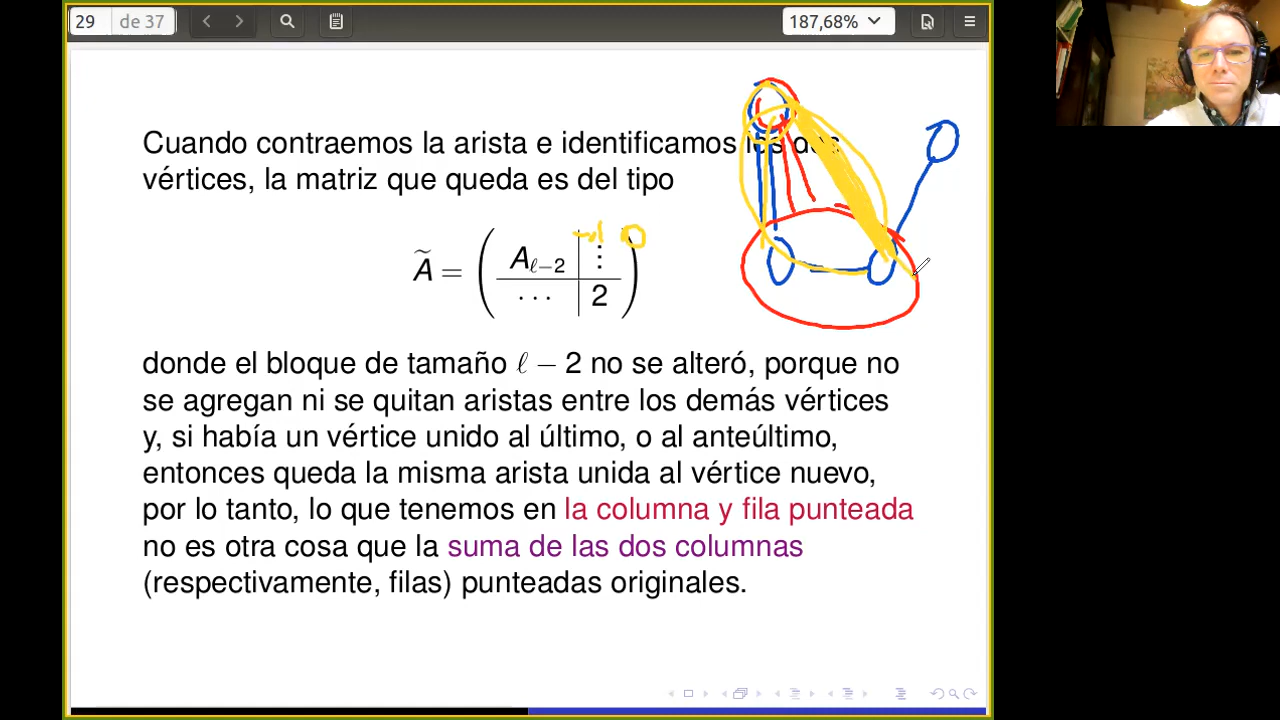 29 de 37 187,68%
Cuando contraemos la arista e identificamos los dos
vértices, la matriz que queda es del tipo
Ã = ( A_{ℓ−2} | ⋮
⋯ | 2 )
donde el bloque de tamaño ℓ − 2 no se alteró, porque no
se agregan ni se quitan aristas entre los demás vértices
y, si había un vértice unido al último, o al anteúltimo,
entonces queda la misma arista unida al vértice nuevo,
por lo tanto, lo que tenemos en la columna y fila punteada
no es otra cosa que la suma de las dos columnas
(respectivamente, filas) punteadas originales.